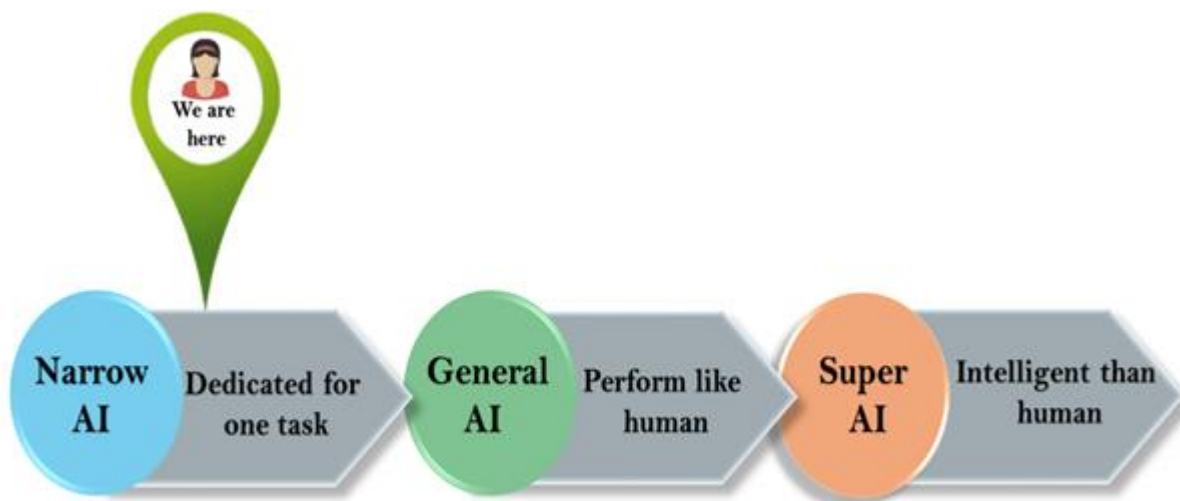 We are
here
Narrow
AI
Dedicated for
one task
General
AI
Perform like
human
Super
AI
Intelligent than
human